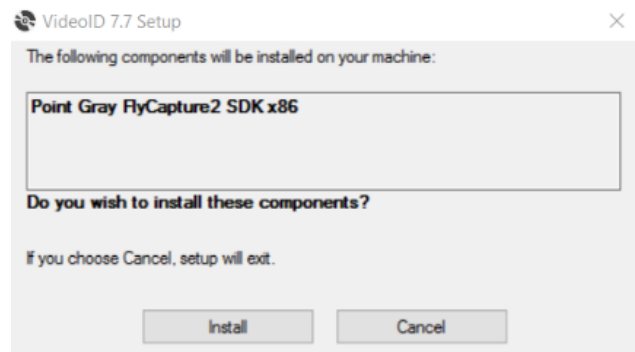 VideoID 7.7 Setup
The following components will be installed on your machine:
Point Gray FlyCapture2 SDK x86
Do you wish to install these components?
If you choose Cancel, setup will exit.
Install Cancel